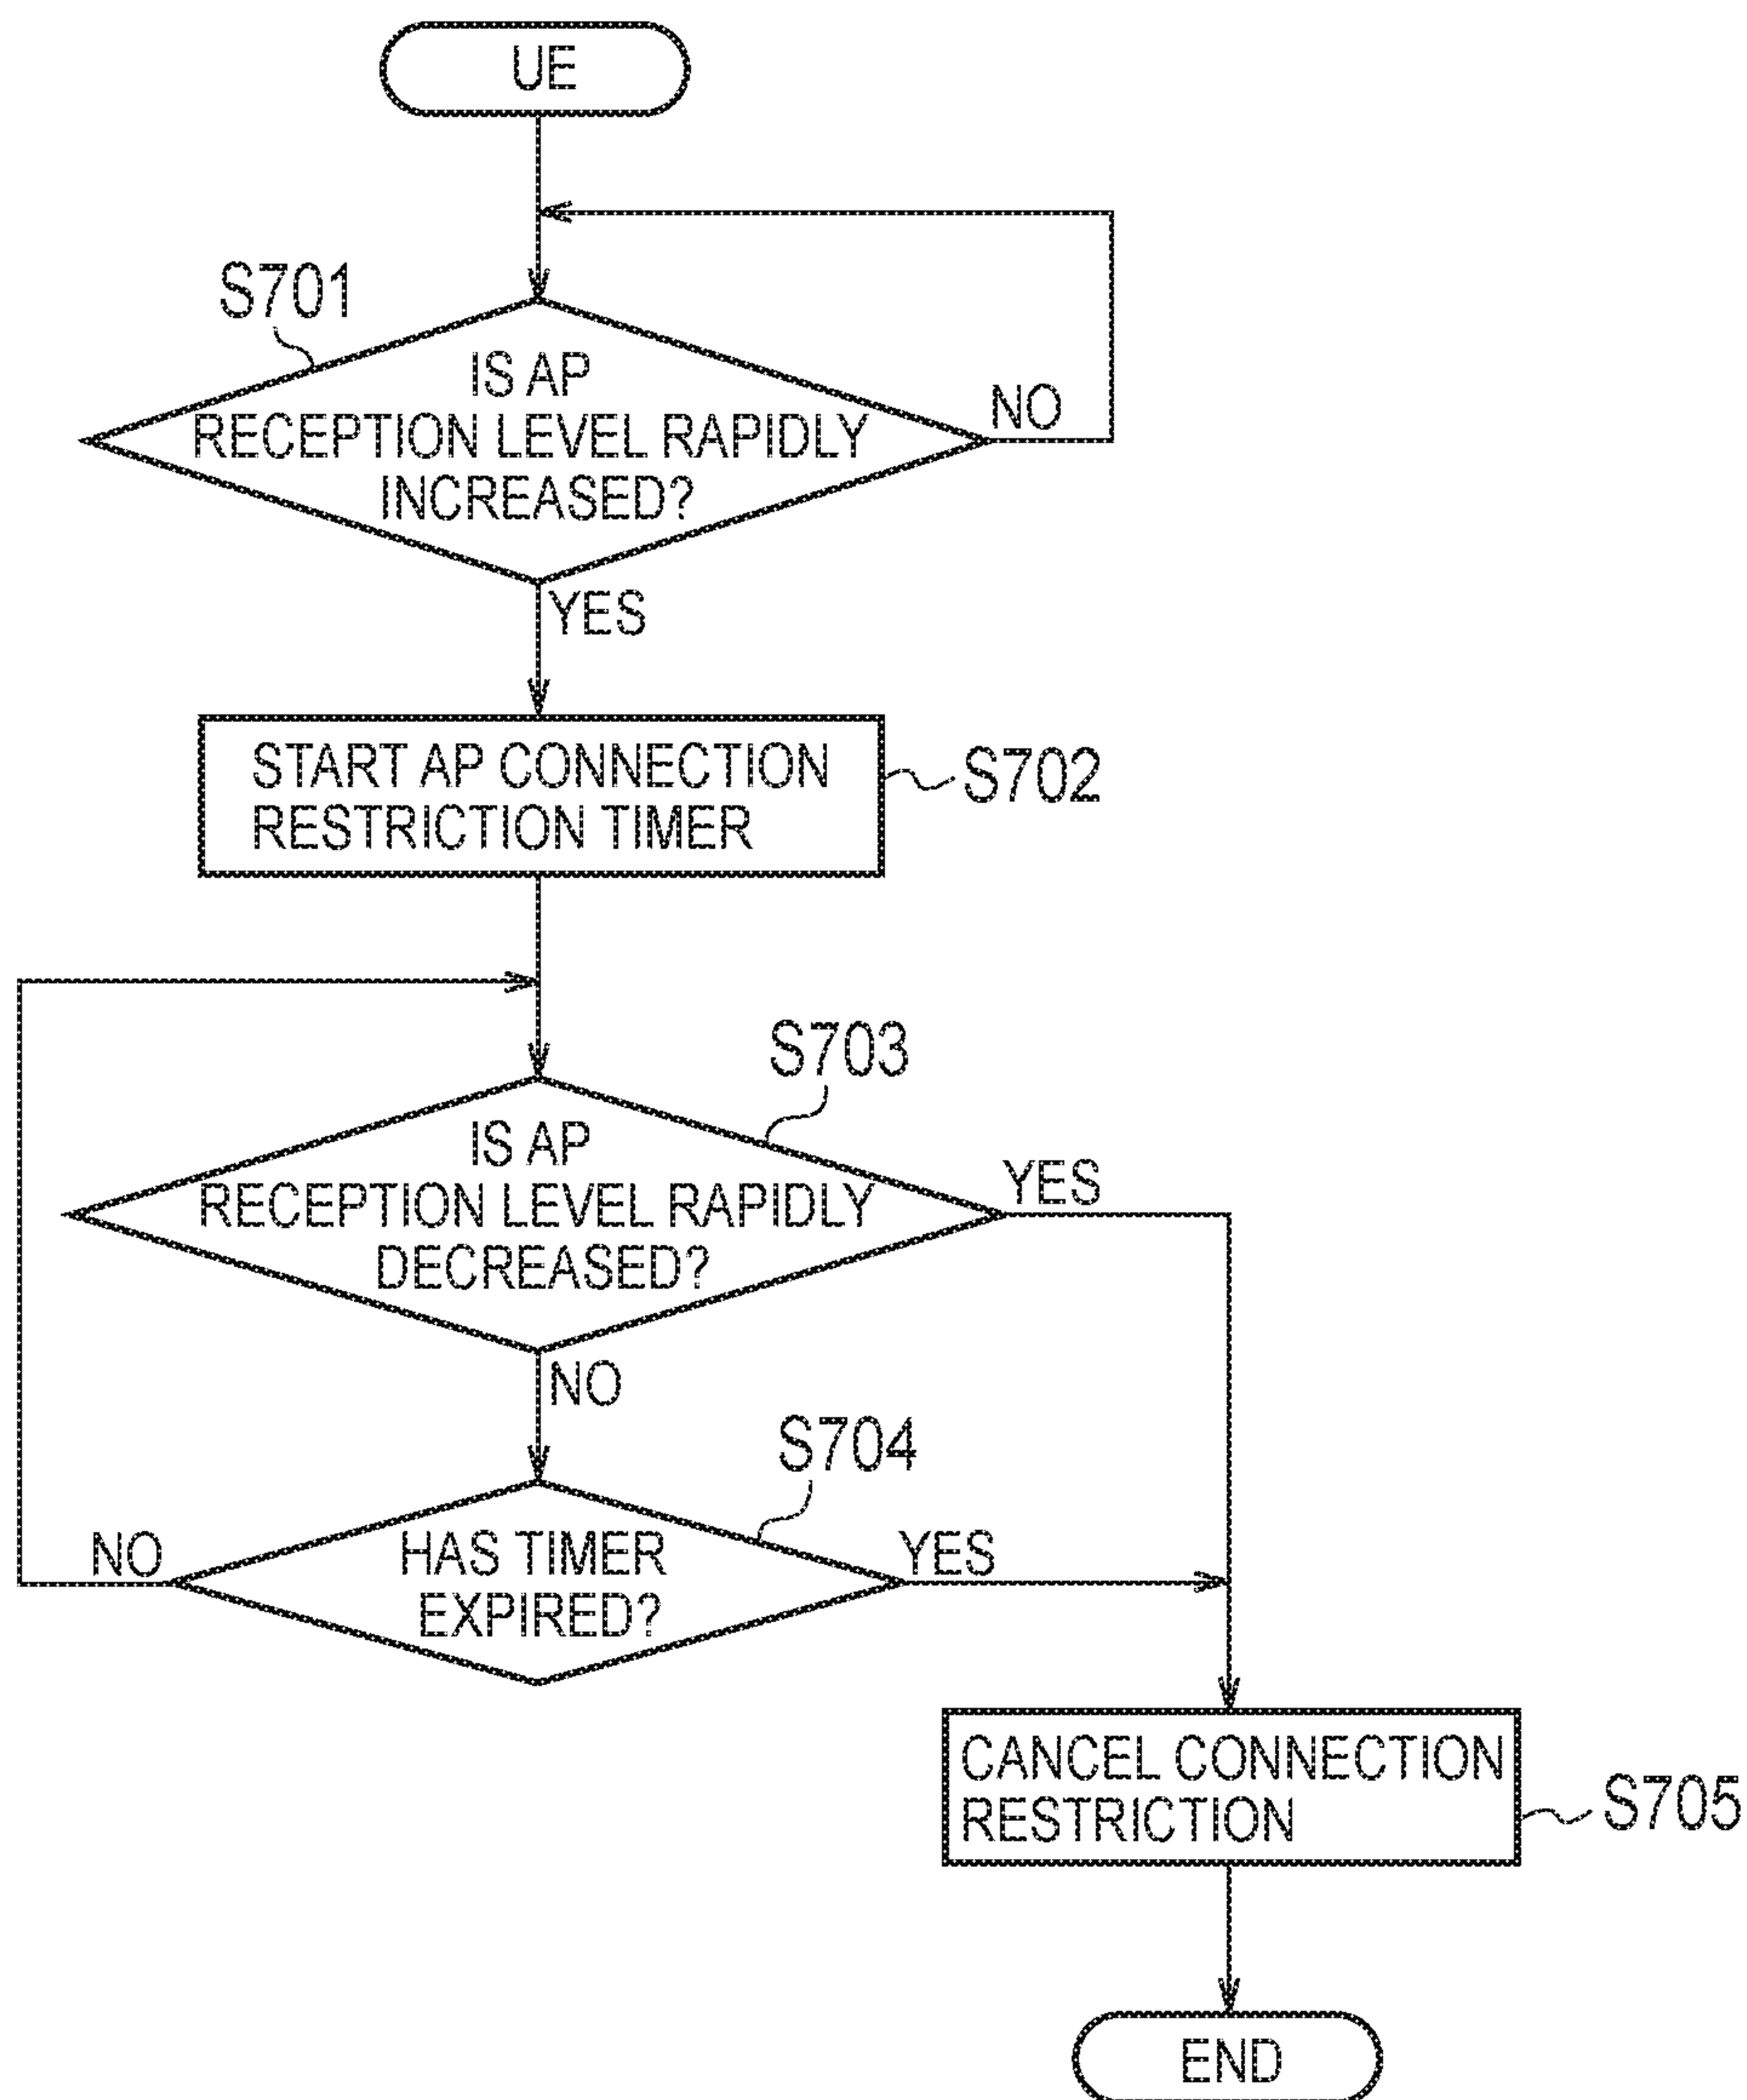 UE
S701
IS AP
RECEPTION LEVEL RAPIDLY
INCREASED?
NO
YES
START AP CONNECTION
RESTRICTION TIMER
S702
S703
IS AP
RECEPTION LEVEL RAPIDLY
DECREASED?
YES
NO
S704
NO
HAS TIMER
EXPIRED?
YES
CANCEL CONNECTION
RESTRICTION
S705
END